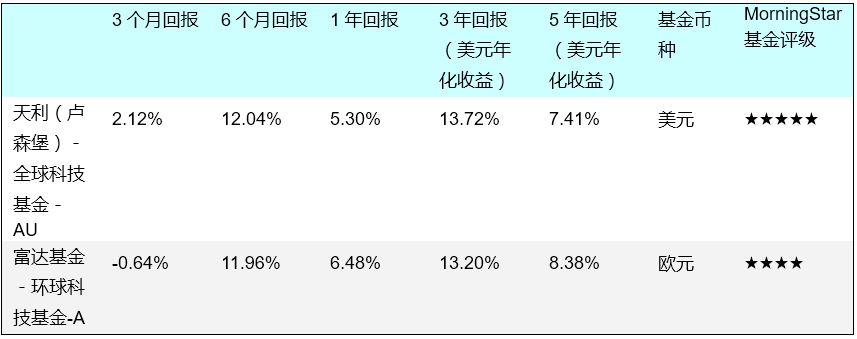 3 个月回报 6 个月回报 1 年回报 3 年回报 5 年回报 基金币 MorningStar
（美元年 （美元年 种 基金评级
化收益） 化收益）
天利（卢 2.12% 12.04% 5.30% 13.72% 7.41% 美元 ★★★★★
森堡） -
全球科技
基金 -
AU
富达基金 -0.64% 11.96% 6.48% 13.20% 8.38% 欧元 ★★★★
- 环球科
技基金-A